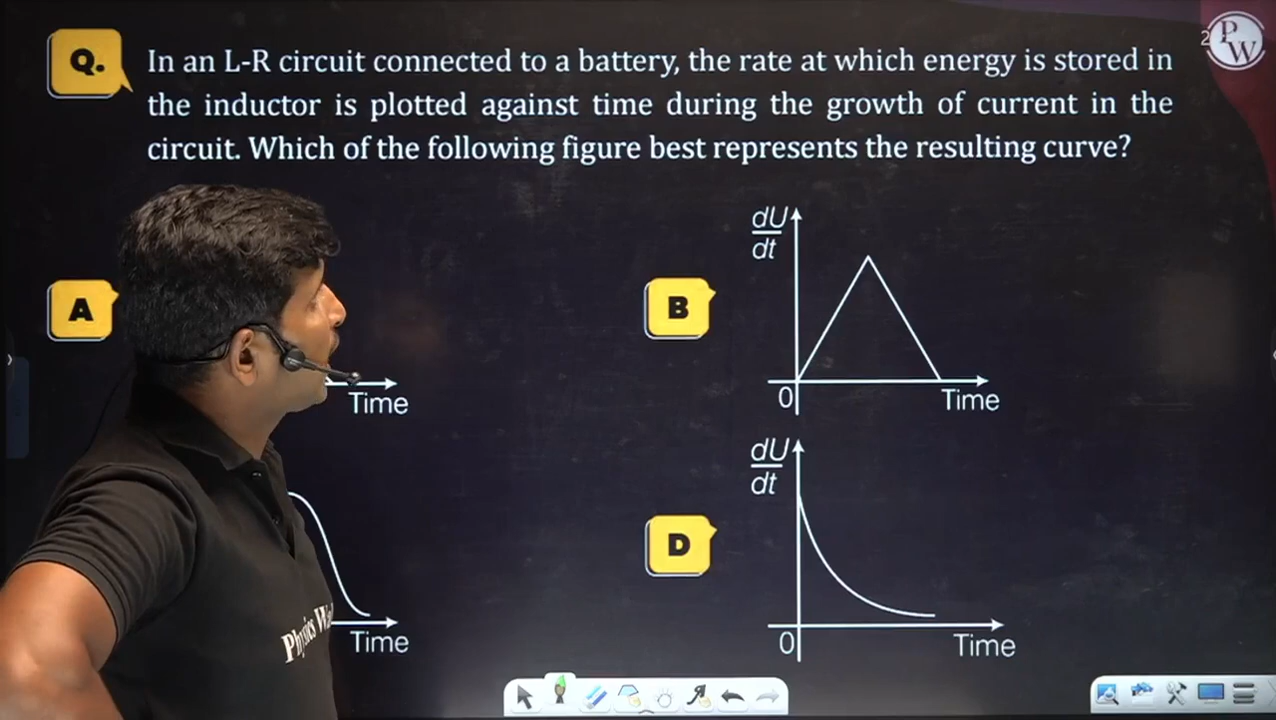 Q.
In an L-R circuit connected to a battery, the rate at which energy is stored in
the inductor is plotted against time during the growth of current in the
circuit. Which of the following figure best represents the resulting curve?
2
P
W
A
Time
B
dU
dt
0
Time
Time
D
dU
dt
0
Time
Physics